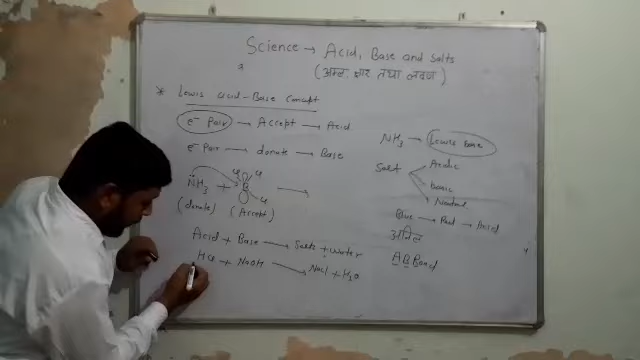 Science → Acid, Base and Salts
(अम्ल, क्षार तथा लवण)
* Lewis acid-Base concept
e⁻ Pair → Accept → Acid
e⁻ Pair → donate → Base
NH₃ +
(donate) (Accept)
Acid + Base → Salts + water
HCl + NaOH → NaCl + H₂O
NH₃ → Lewis base
Salt
Acidic
basic
Neutral
Blue → Red → Acid